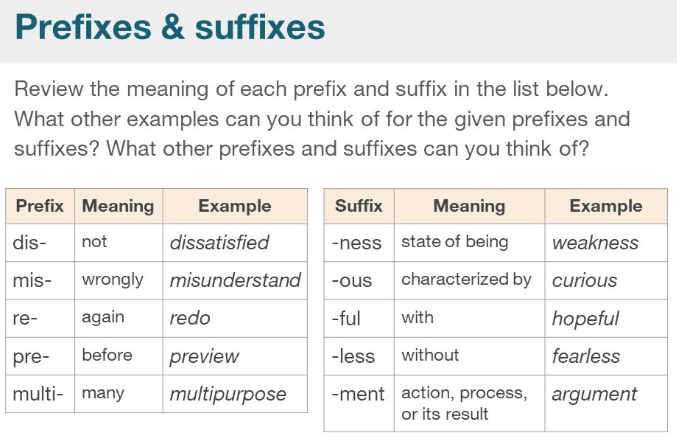 Prefixes & suffixes
Review the meaning of each prefix and suffix in the list below.
What other examples can you think of for the given prefixes and
suffixes? What other prefixes and suffixes can you think of?
Prefix Meaning Example
dis- not dissatisfied
mis- wrongly misunderstand
re- again redo
pre- before preview
multi- many multipurpose
Suffix Meaning Example
-ness state of being weakness
-ous characterized by curious
-ful with hopeful
-less without fearless
-ment action, process, argument
or its result